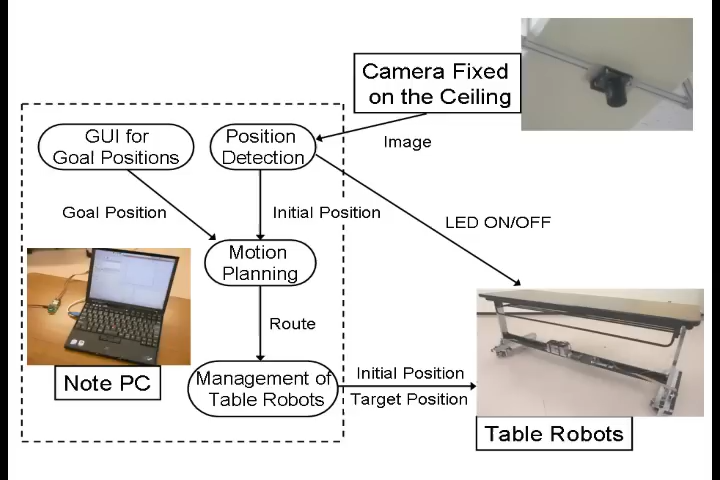 Camera Fixed
on the Ceiling
GUI for
Goal Positions
Position
Detection
Image
Goal Position
Initial Position
LED ON/OFF
Motion
Planning
Route
Note PC
Management of
Table Robots
Initial Position
Target Position
Table Robots